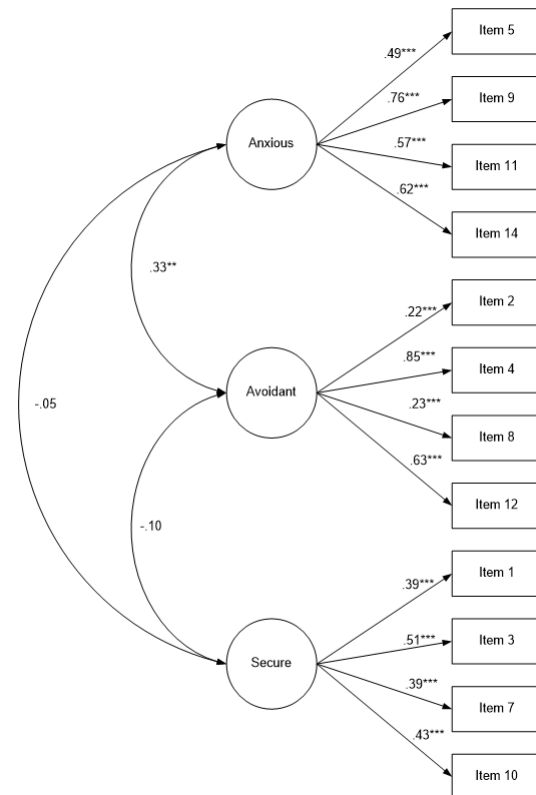 Item 5
.49***
Item 9
.76***
Anxious
.57***
Item 11
.62***
Item 14
.33**
Item 2
.22***
.85***
Item 4
Avoidant
.23***
-.05
Item 8
.63***
Item 12
-.10
Item 1
.39***
.51***
Item 3
Secure
.39***
Item 7
.43***
Item 10